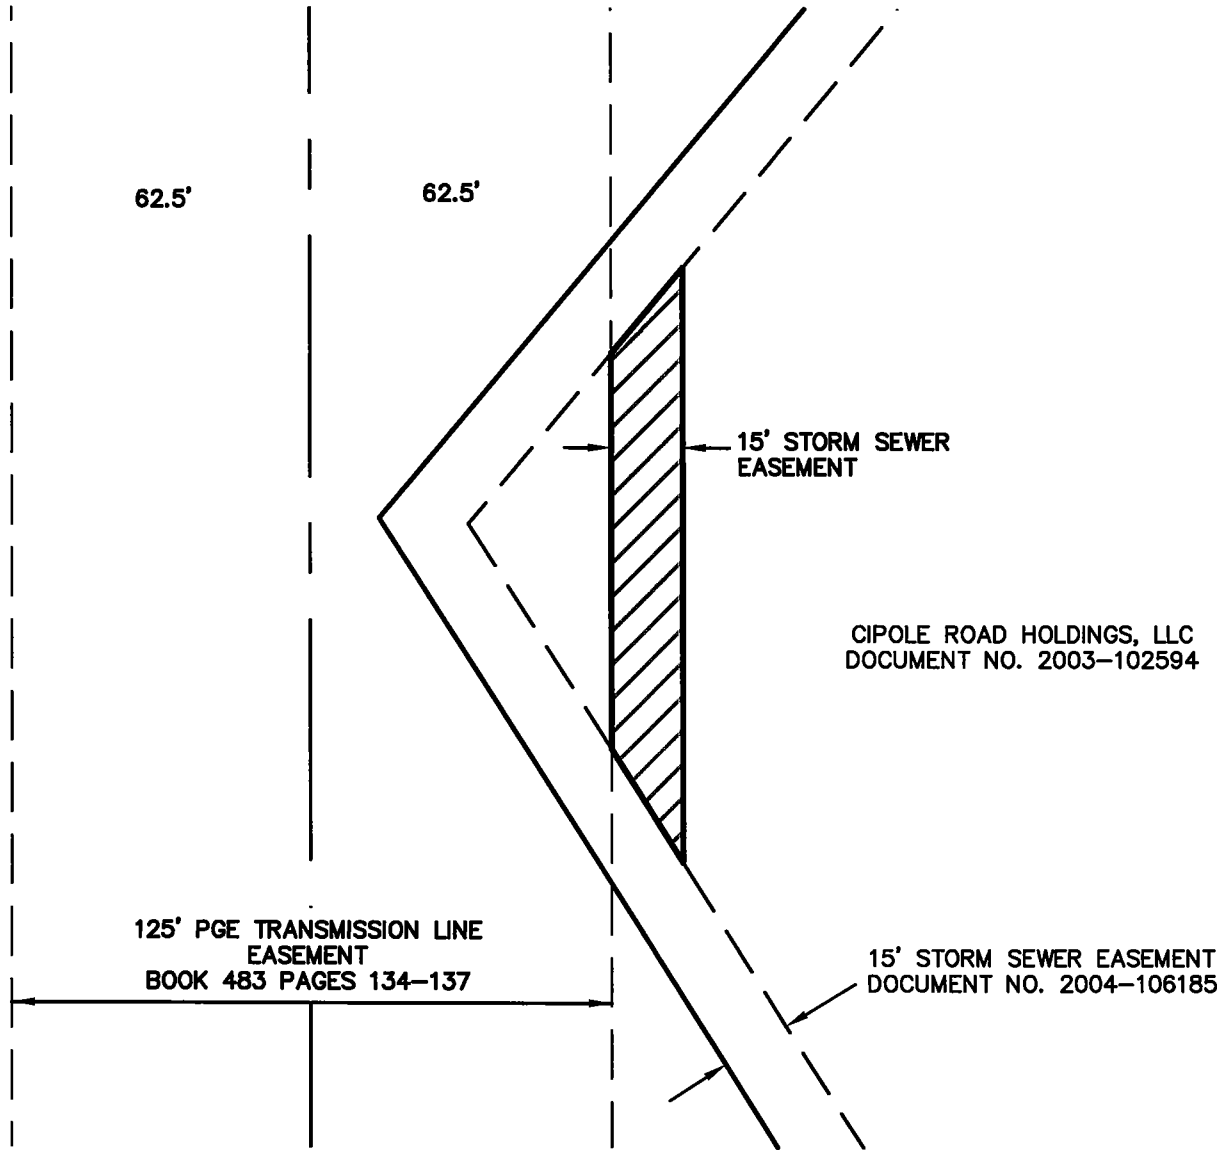 62.5'
62.5'
15' STORM SEWER
EASEMENT
CIPOLE ROAD HOLDINGS, LLC
DOCUMENT NO. 2003-102594
125' PGE TRANSMISSION LINE
EASEMENT
BOOK 483 PAGES 134-137
15' STORM SEWER EASEMENT
DOCUMENT NO. 2004-106185